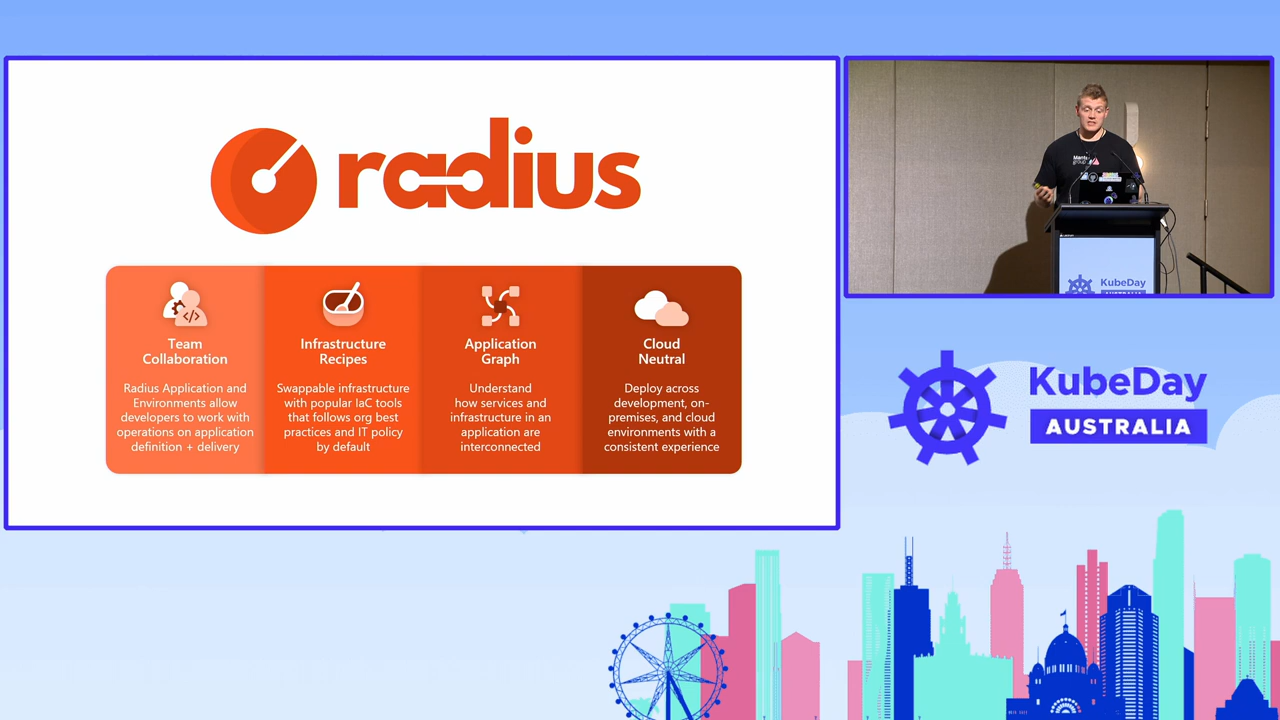 radius
Team
Collaboration
Radius Application and
Environments allow
developers to work with
operations on application
definition + delivery
Infrastructure
Recipes
Swappable infrastructure
with popular IaC tools
that follows org best
practices and IT policy
by default
Application
Graph
Understand
how services and
infrastructure in an
application are
interconnected
Cloud
Neutral
Deploy across
development, on-
premises, and cloud
environments with a
consistent experience
group
KubeDay
AUSTRALIA
KubeDay
AUSTRALIA